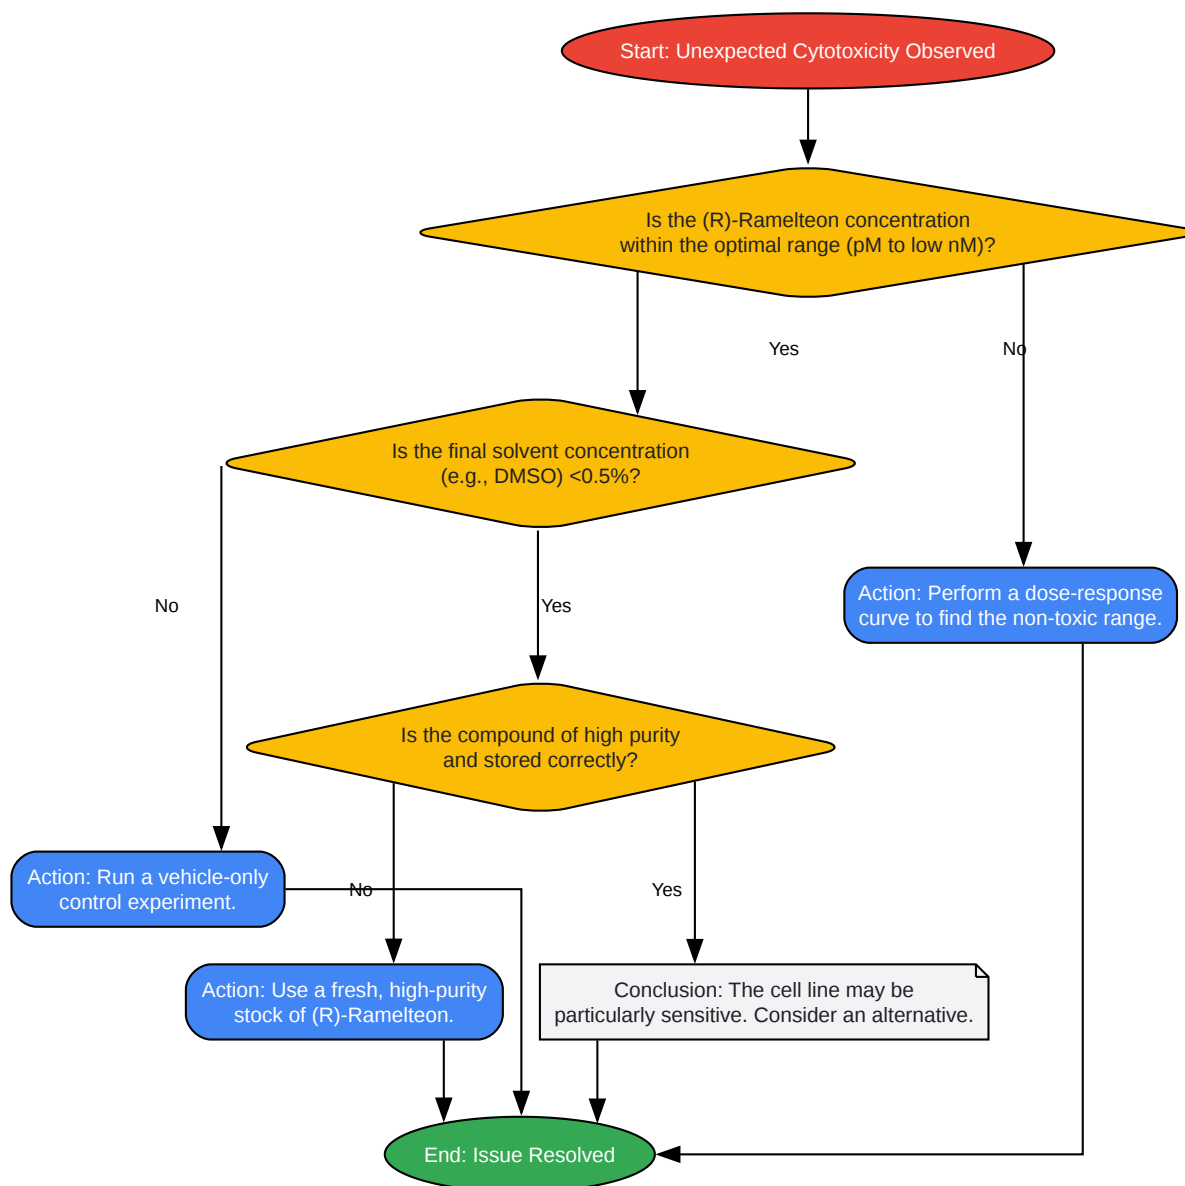 Start: Unexpected Cytotoxicity Observed
Is the (R)-Ramelteon concentration
within the optimal range (pM to low nM)?
Yes
No
Is the final solvent concentration
(e.g., DMSO) <0.5%?
No
Yes
Action: Perform a dose-response
curve to find the non-toxic range.
Is the compound of high purity
and stored correctly?
Action: Run a vehicle-only
control experiment.
No
Yes
Action: Use a fresh, high-purity
stock of (R)-Ramelteon.
Conclusion: The cell line may be
particularly sensitive. Consider an alternative.
End: Issue Resolved